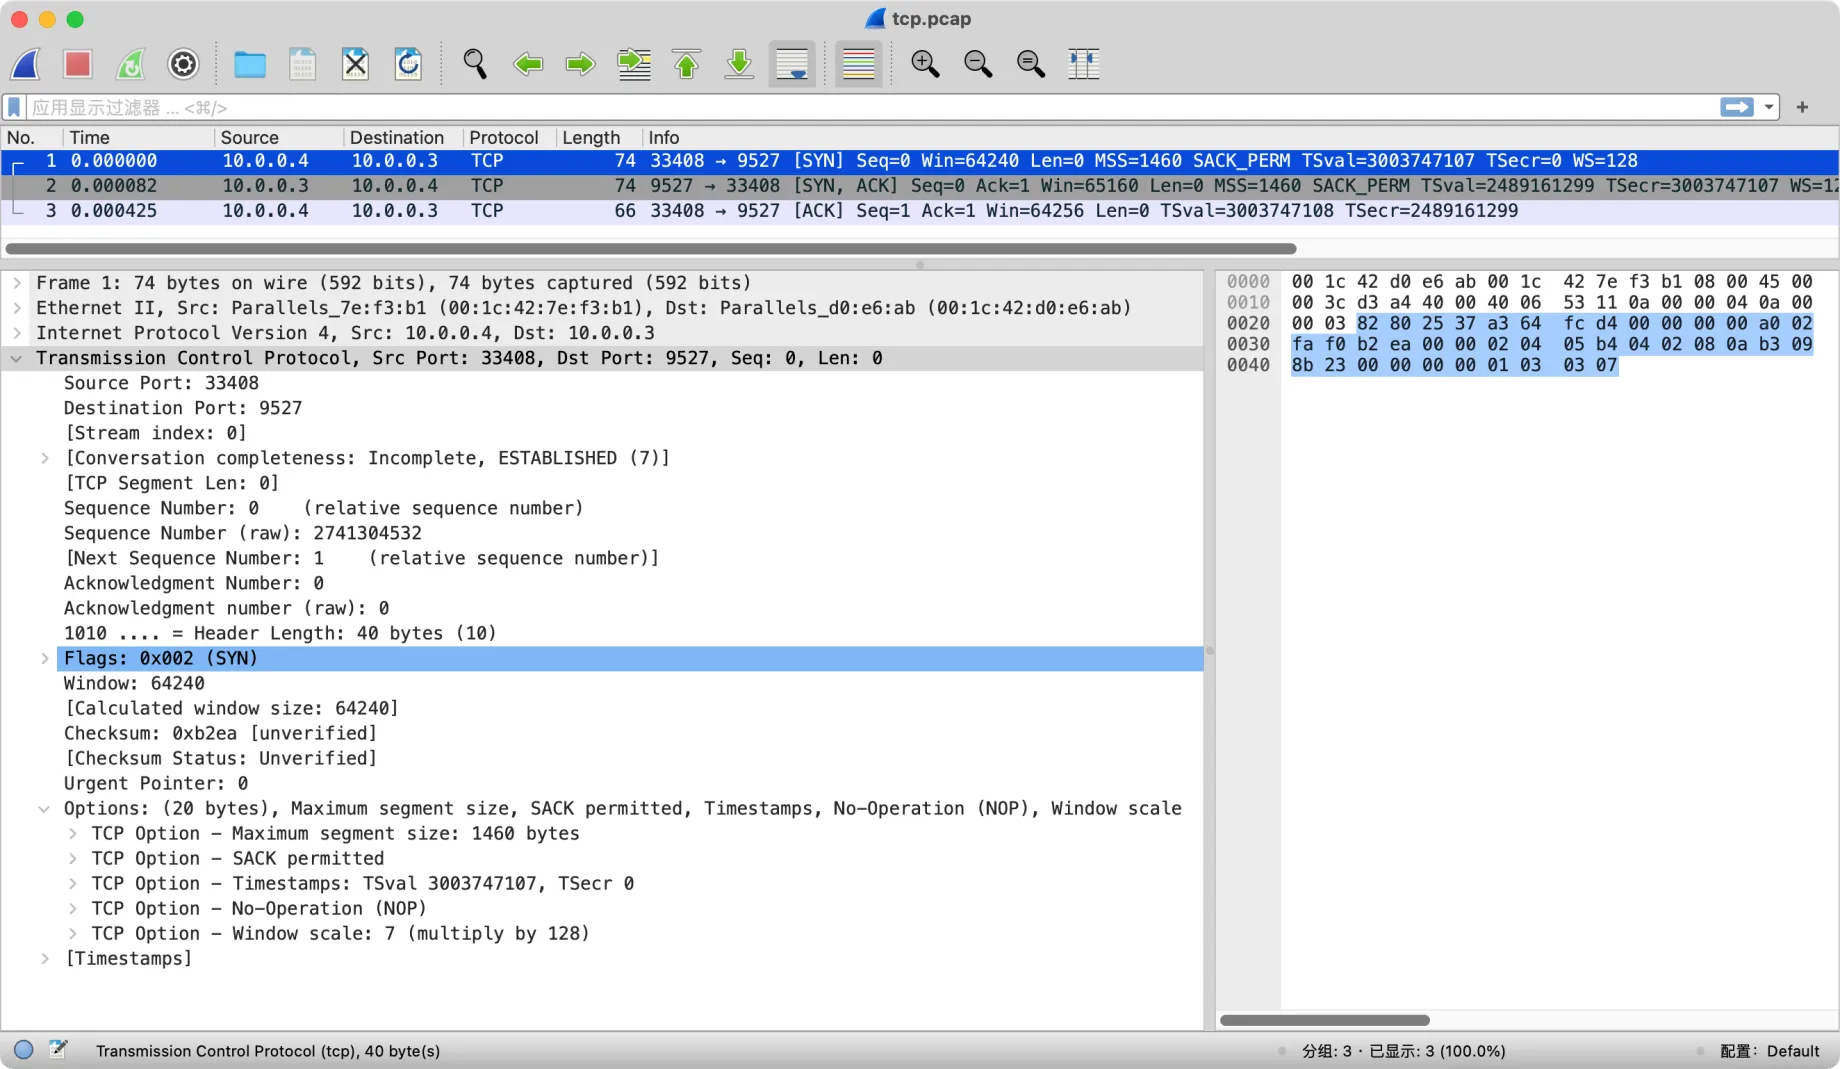 tcp.pcap
应用显示过滤器 … <⌘/>
No. Time Source Destination Protocol Length Info
1 0.000000 10.0.0.4 10.0.0.3 TCP 74 33408 → 9527 [SYN] Seq=0 Win=64240 Len=0 MSS=1460 SACK_PERM TSval=3003747107 TSecr=0 WS=128
2 0.000082 10.0.0.3 10.0.0.4 TCP 74 9527 → 33408 [SYN, ACK] Seq=0 Ack=1 Win=65160 Len=0 MSS=1460 SACK_PERM TSval=2489161299 TSecr=3003747107 WS=12
3 0.000425 10.0.0.4 10.0.0.3 TCP 66 33408 → 9527 [ACK] Seq=1 Ack=1 Win=64256 Len=0 TSval=3003747108 TSecr=2489161299
Frame 1: 74 bytes on wire (592 bits), 74 bytes captured (592 bits)
Ethernet II, Src: Parallels_7e:f3:b1 (00:1c:42:7e:f3:b1), Dst: Parallels_d0:e6:ab (00:1c:42:d0:e6:ab)
Internet Protocol Version 4, Src: 10.0.0.4, Dst: 10.0.0.3
Transmission Control Protocol, Src Port: 33408, Dst Port: 9527, Seq: 0, Len: 0
Source Port: 33408
Destination Port: 9527
[Stream index: 0]
[Conversation completeness: Incomplete, ESTABLISHED (7)]
[TCP Segment Len: 0]
Sequence Number: 0 (relative sequence number)
Sequence Number (raw): 2741304532
[Next Sequence Number: 1 (relative sequence number)]
Acknowledgment Number: 0
Acknowledgment number (raw): 0
1010 .... = Header Length: 40 bytes (10)
Flags: 0x002 (SYN)
Window: 64240
[Calculated window size: 64240]
Checksum: 0xb2ea [unverified]
[Checksum Status: Unverified]
Urgent Pointer: 0
Options: (20 bytes), Maximum segment size, SACK permitted, Timestamps, No-Operation (NOP), Window scale
TCP Option - Maximum segment size: 1460 bytes
TCP Option - SACK permitted
TCP Option - Timestamps: TSval 3003747107, TSecr 0
TCP Option - No-Operation (NOP)
TCP Option - Window scale: 7 (multiply by 128)
[Timestamps]
0000 00 1c 42 d0 e6 ab 00 1c 42 7e f3 b1 08 00 45 00
0010 00 3c d3 a4 40 00 40 06 53 11 0a 00 00 04 0a 00
0020 00 03 82 80 25 37 a3 64 fc d4 00 00 00 00 a0 02
0030 fa f0 b2 ea 00 00 02 04 05 b4 04 02 08 0a b3 09
0040 8b 23 00 00 00 00 01 03 03 07
Transmission Control Protocol (tcp), 40 byte(s)
分组: 3 · 已显示: 3 (100.0%)
配置: Default